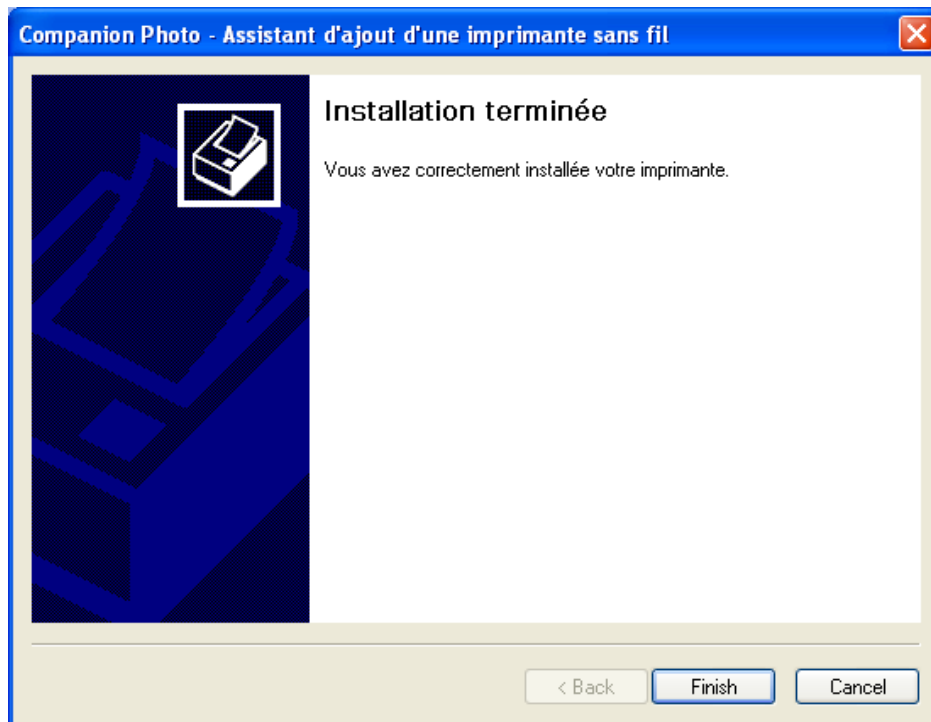 Companion Photo - Assistant d'ajout d'une imprimante sans fil
Installation terminée
Vous avez correctement installée votre imprimante.
< Back
Finish
Cancel